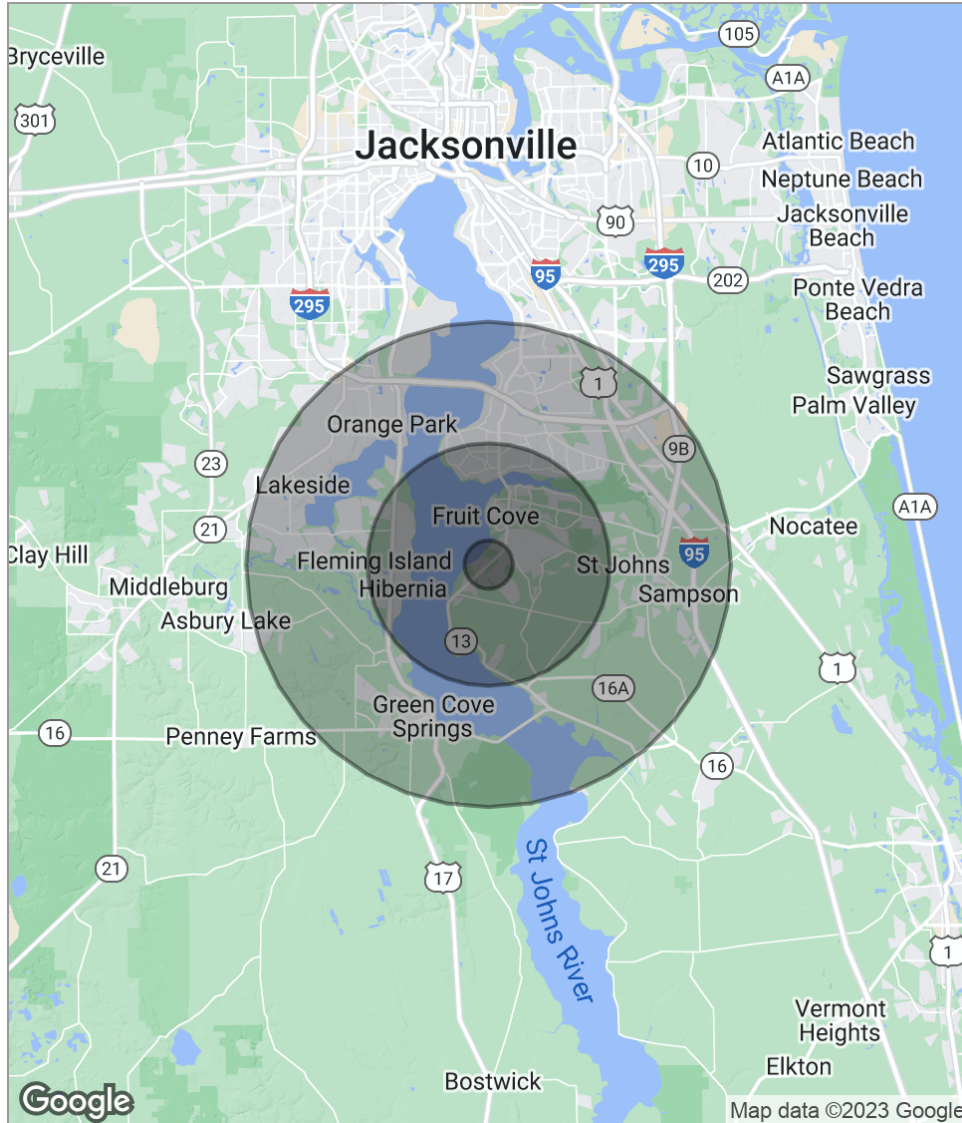 105
Bryceville
A1A
301
Jacksonville
Atlantic Beach
10
Neptune Beach
90
Jacksonville
Beach
95
295
202
295
Ponte Vedra
Beach
1
Sawgrass
Palm Valley
Orange Park
23
9B
Lakeside
A1A
Fruit Cove
21
Nocatee
Clay Hill
95
Fleming Island
St Johns
Middleburg
Hibernia
Sampson
Asbury Lake
13
1
16A
Green Cove
Springs
16
Penney Farms
16
21
17
St Johns River
1
Vermont
Heights
Elkton
Bostwick
Google
Map data ©2023 Google